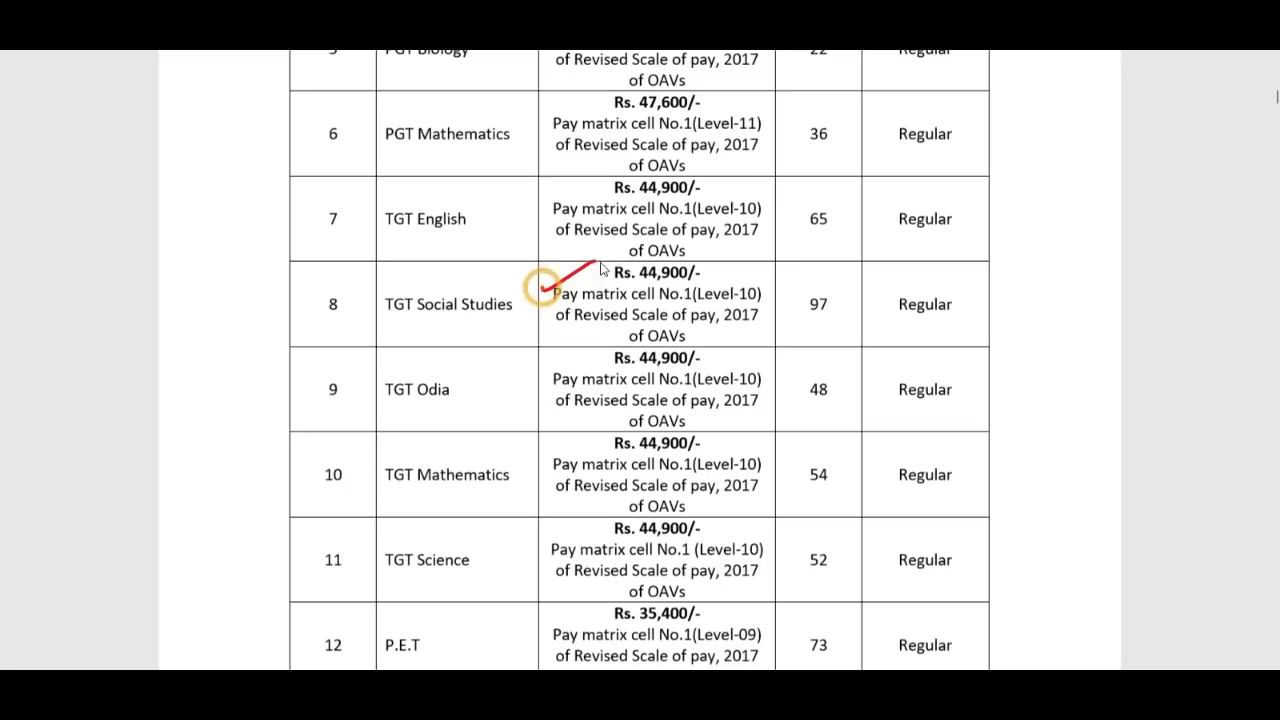 5 PGT Biology of Revised Scale of pay, 2017 22 Regular
of OAVs
Rs. 47,600/-
6 PGT Mathematics Pay matrix cell No.1(Level-11) 36 Regular
of Revised Scale of pay, 2017
of OAVs
Rs. 44,900/-
7 TGT English Pay matrix cell No.1(Level-10) 65 Regular
of Revised Scale of pay, 2017
of OAVs
Rs. 44,900/-
8 TGT Social Studies Pay matrix cell No.1(Level-10) 97 Regular
of Revised Scale of pay, 2017
of OAVs
Rs. 44,900/-
9 TGT Odia Pay matrix cell No.1(Level-10) 48 Regular
of Revised Scale of pay, 2017
of OAVs
Rs. 44,900/-
10 TGT Mathematics Pay matrix cell No.1(Level-10) 54 Regular
of Revised Scale of pay, 2017
of OAVs
Rs. 44,900/-
11 TGT Science Pay matrix cell No.1 (Level-10) 52 Regular
of Revised Scale of pay, 2017
of OAVs
Rs. 35,400/-
12 P.E.T Pay matrix cell No.1(Level-09) 73 Regular
of Revised Scale of pay, 2017